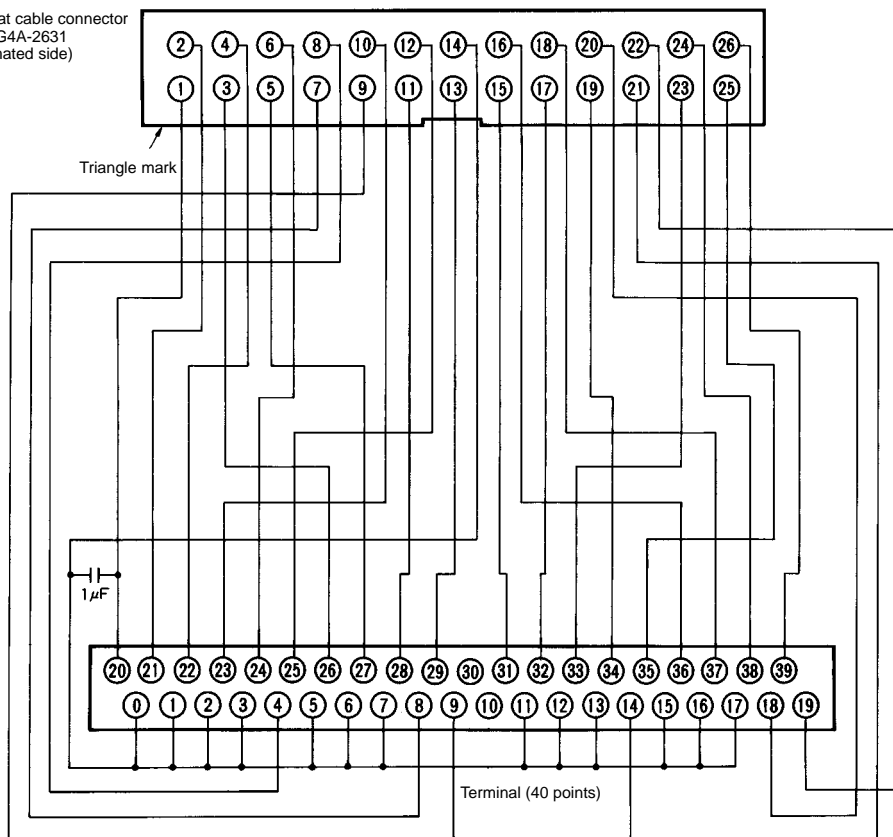 at cable connector
G4A-2631
nated side)
2 4 6 8 10 12 14 16 18 20 22 24 26
1 3 5 7 9 11 13 15 17 19 21 23 25
Triangle mark
1μF
20 21 22 23 24 25 26 27 28 29 30 31 32 33 34 35 36 37 38 39
0 1 2 3 4 5 6 7 8 9 10 11 12 13 14 15 16 17 18 19
Terminal (40 points)